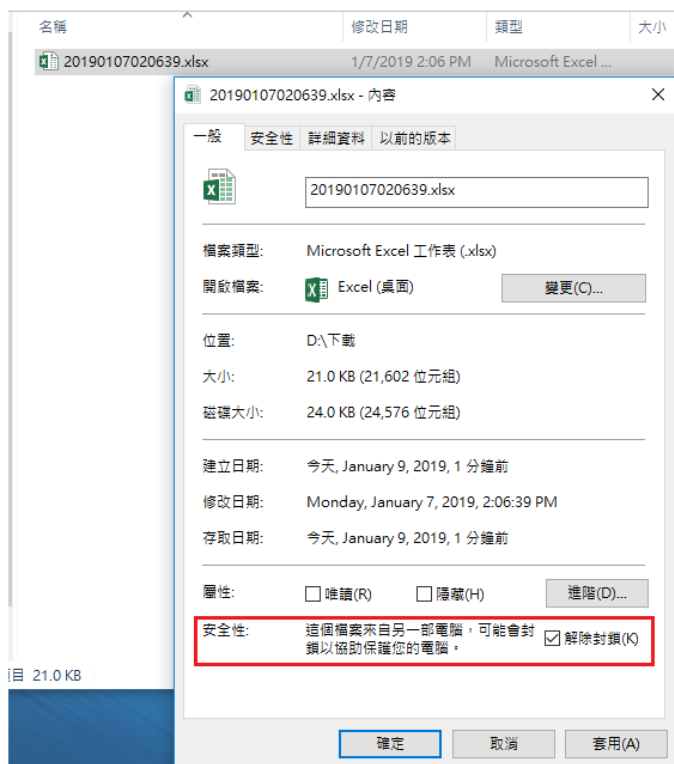 名稱 修改日期 類型 大小
20190107020639.xlsx 1/7/2019 2:06 PM Microsoft Excel ...
20190107020639.xlsx - 內容
一般 安全性 詳細資料 以前的版本
20190107020639.xlsx
檔案類型: Microsoft Excel 工作表 (.xlsx)
開啟檔案: Excel (桌面) 變更(C)...
位置: D:\下載
大小: 21.0 KB (21,602 位元組)
磁碟大小: 24.0 KB (24,576 位元組)
建立日期: 今天, January 9, 2019, 1 分鐘前
修改日期: Monday, January 7, 2019, 2:06:39 PM
存取日期: 今天, January 9, 2019, 1 分鐘前
屬性: 唯讀(R) 隱藏(H) 進階(D)...
安全性: 這個檔案來自另一部電腦，可能會封
鎖以協助保護您的電腦。 解除封鎖(K)
項目 21.0 KB
確定 取消 套用(A)